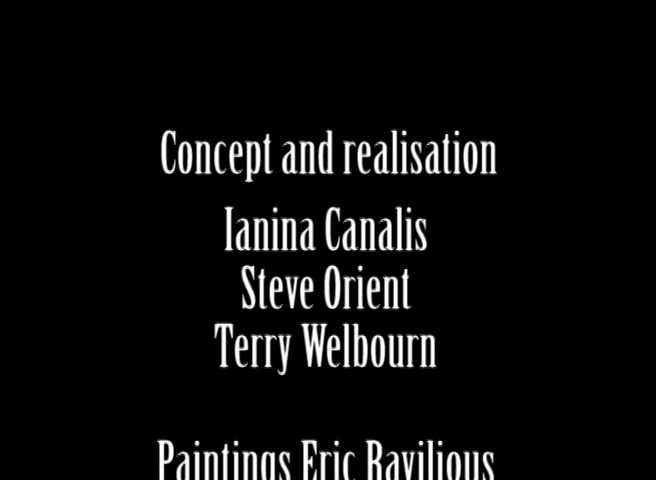 Concept and realisation
Ianina Canalis
Steve Orient
Terry Welbourn
Paintings Eric Ravilious